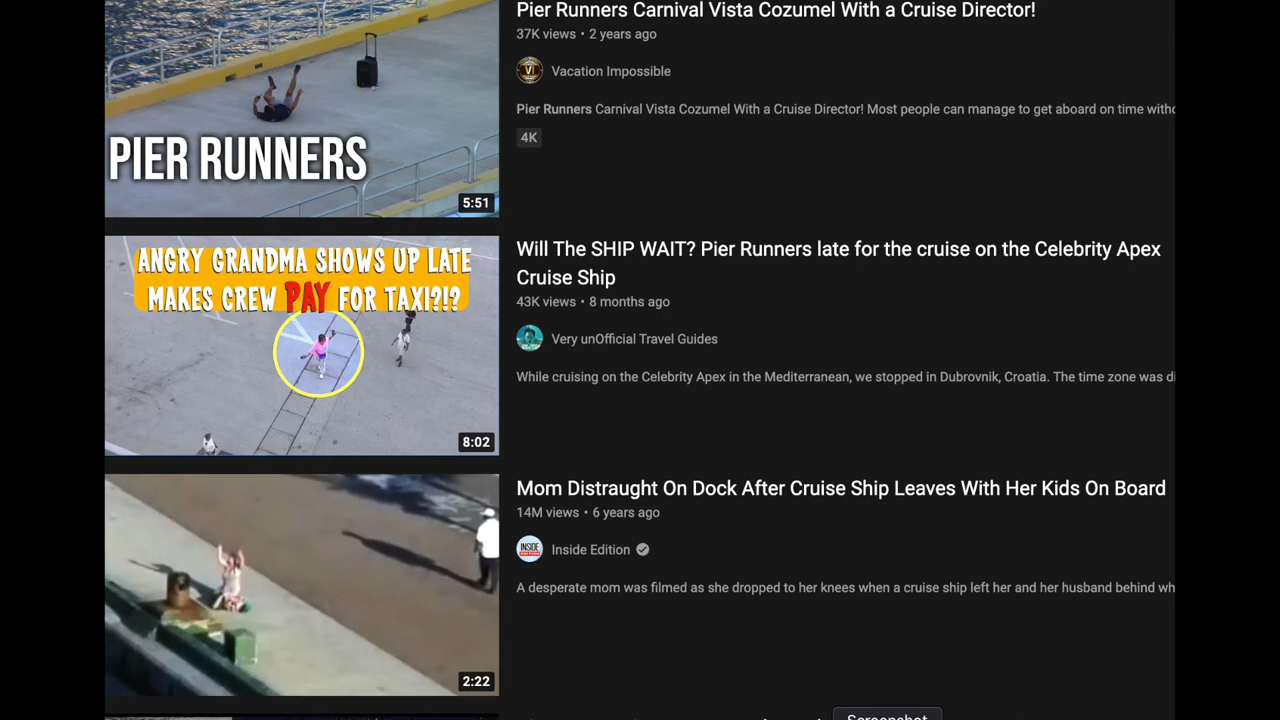 Pier Runners Carnival Vista Cozumel With a Cruise Director!
37K views • 2 years ago
Vacation Impossible
Pier Runners Carnival Vista Cozumel With a Cruise Director! Most people can manage to get aboard on time witho
4K
PIER RUNNERS
5:51
ANGRY GRANDMA SHOWS UP LATE
MAKES CREW PAY FOR TAXI?!?
8:02
Will The SHIP WAIT? Pier Runners late for the cruise on the Celebrity Apex
Cruise Ship
43K views • 8 months ago
Very unOfficial Travel Guides
While cruising on the Celebrity Apex in the Mediterranean, we stopped in Dubrovnik, Croatia. The time zone was di
Mom Distraught On Dock After Cruise Ship Leaves With Her Kids On Board
14M views • 6 years ago
INSIDE EDITION
Inside Edition
A desperate mom was filmed as she dropped to her knees when a cruise ship left her and her husband behind wh
2:22
Screenshot